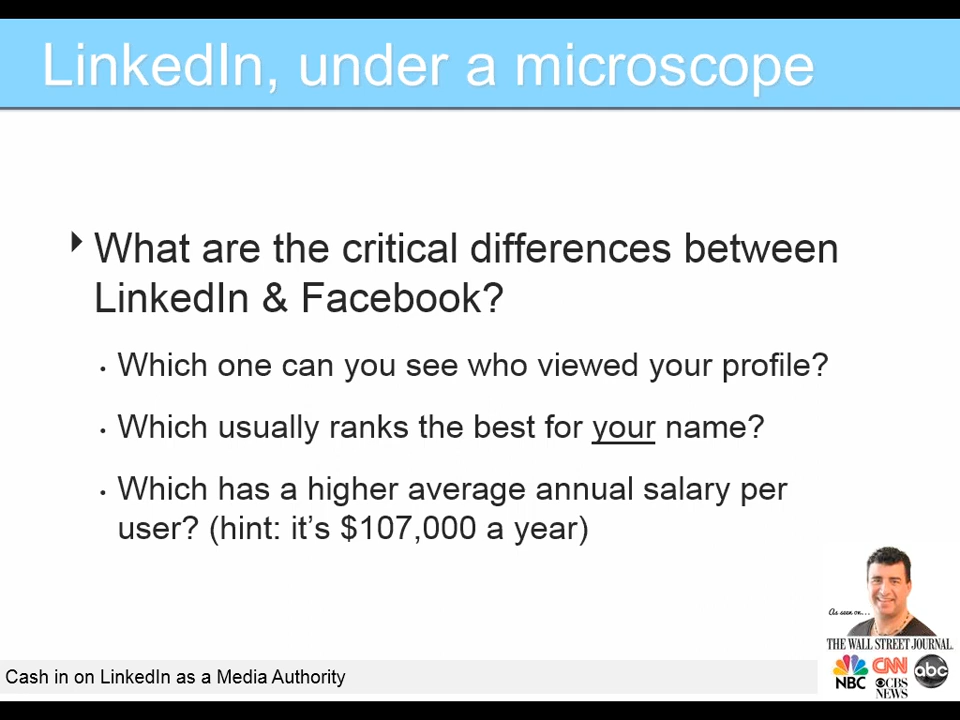 LinkedIn, under a microscope
What are the critical differences between
LinkedIn & Facebook?
Which one can you see who viewed your profile?
Which usually ranks the best for your name?
Which has a higher average annual salary per
user? (hint: it’s $107,000 a year)
As seen on...
THE WALL STREET JOURNAL.
NBC CNN CBS NEWS abc
Cash in on LinkedIn as a Media Authority